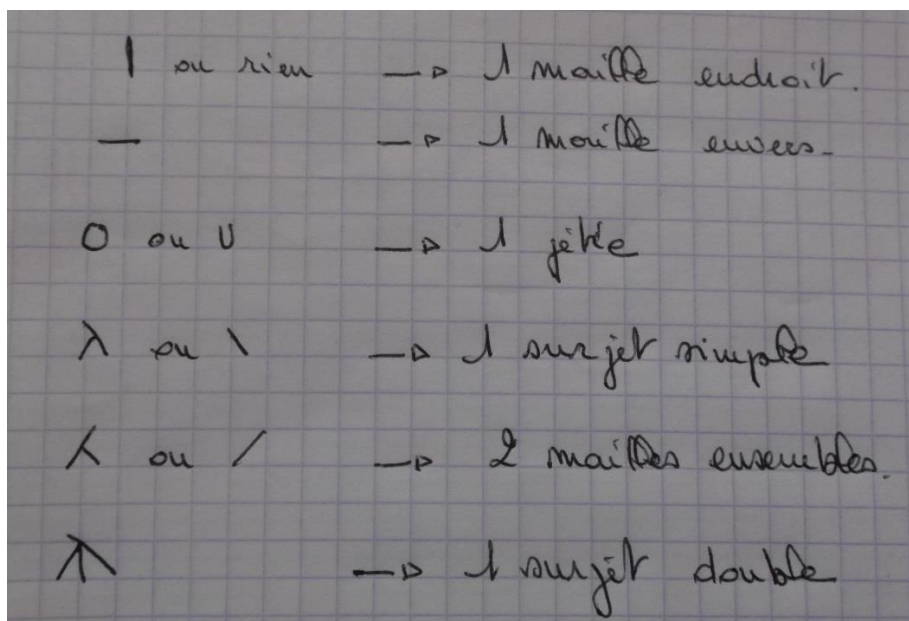 | ou rien → 1 maille endroit.
— → 1 maille envers.
O ou U → 1 jétée
λ ou \ → 1 surjet simple
⅄ ou / → 2 mailles ensembles.
⩚ → 1 surjet double